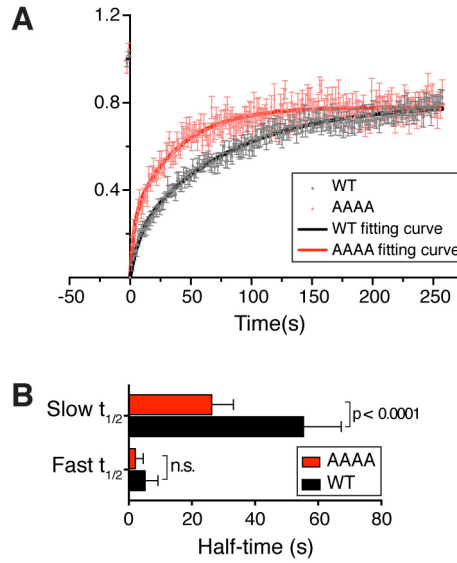 A
1.2
0.8
0.4
-50 0 50 100 150 200 250
Time(s)
WT
AAAA
WT fitting curve
AAAA fitting curve
B
Slow t1/2
p < 0.0001
Fast t1/2
n.s.
AAAA
WT
0 20 40 60 80
Half-time (s)